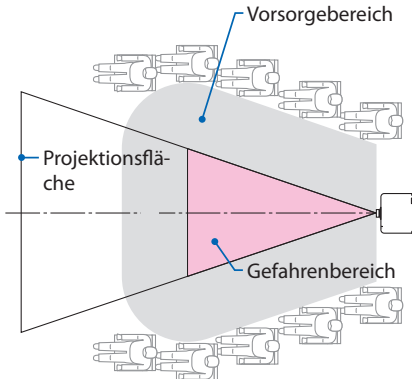 Vorsorgebereich
Projektionsflä-
che
Gefahrenbereich